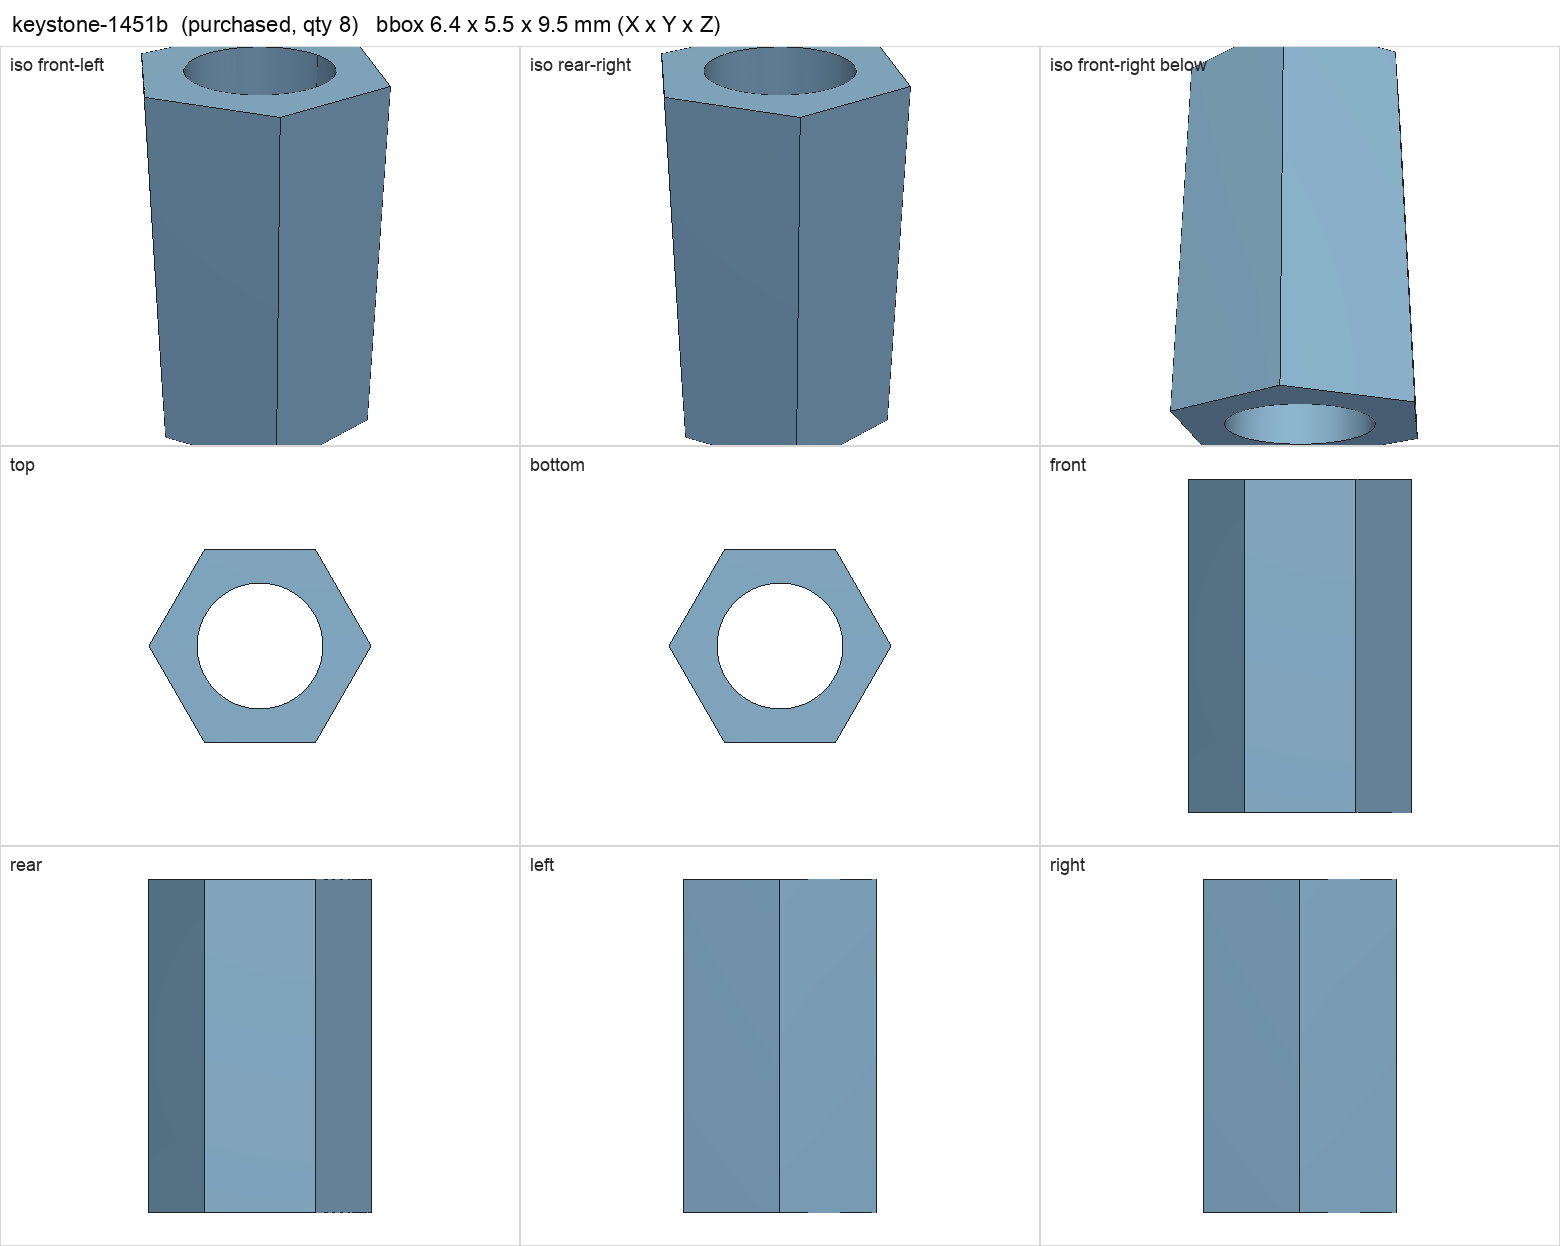 keystone-1451b (purchased, qty 8) bbox 6.4 x 5.5 x 9.5 mm (X x Y x Z)
iso front-left
iso rear-right
iso front-right below
top
bottom
front
rear
left
right